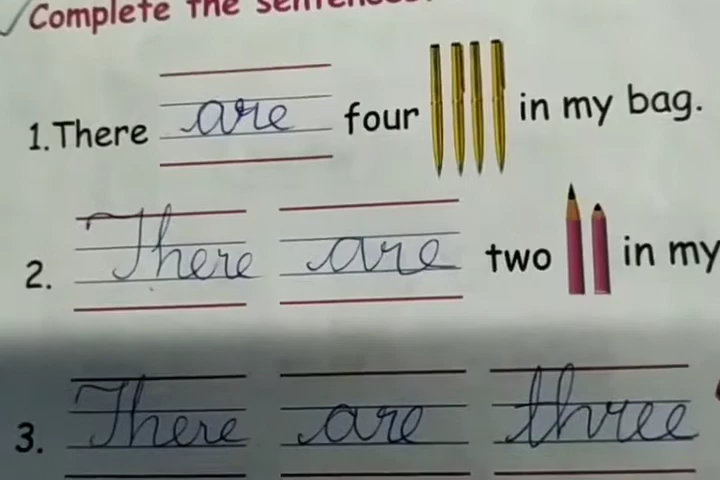 Complete the sentences.
1. There are four in my bag.
2. There are two in my
3. There are three